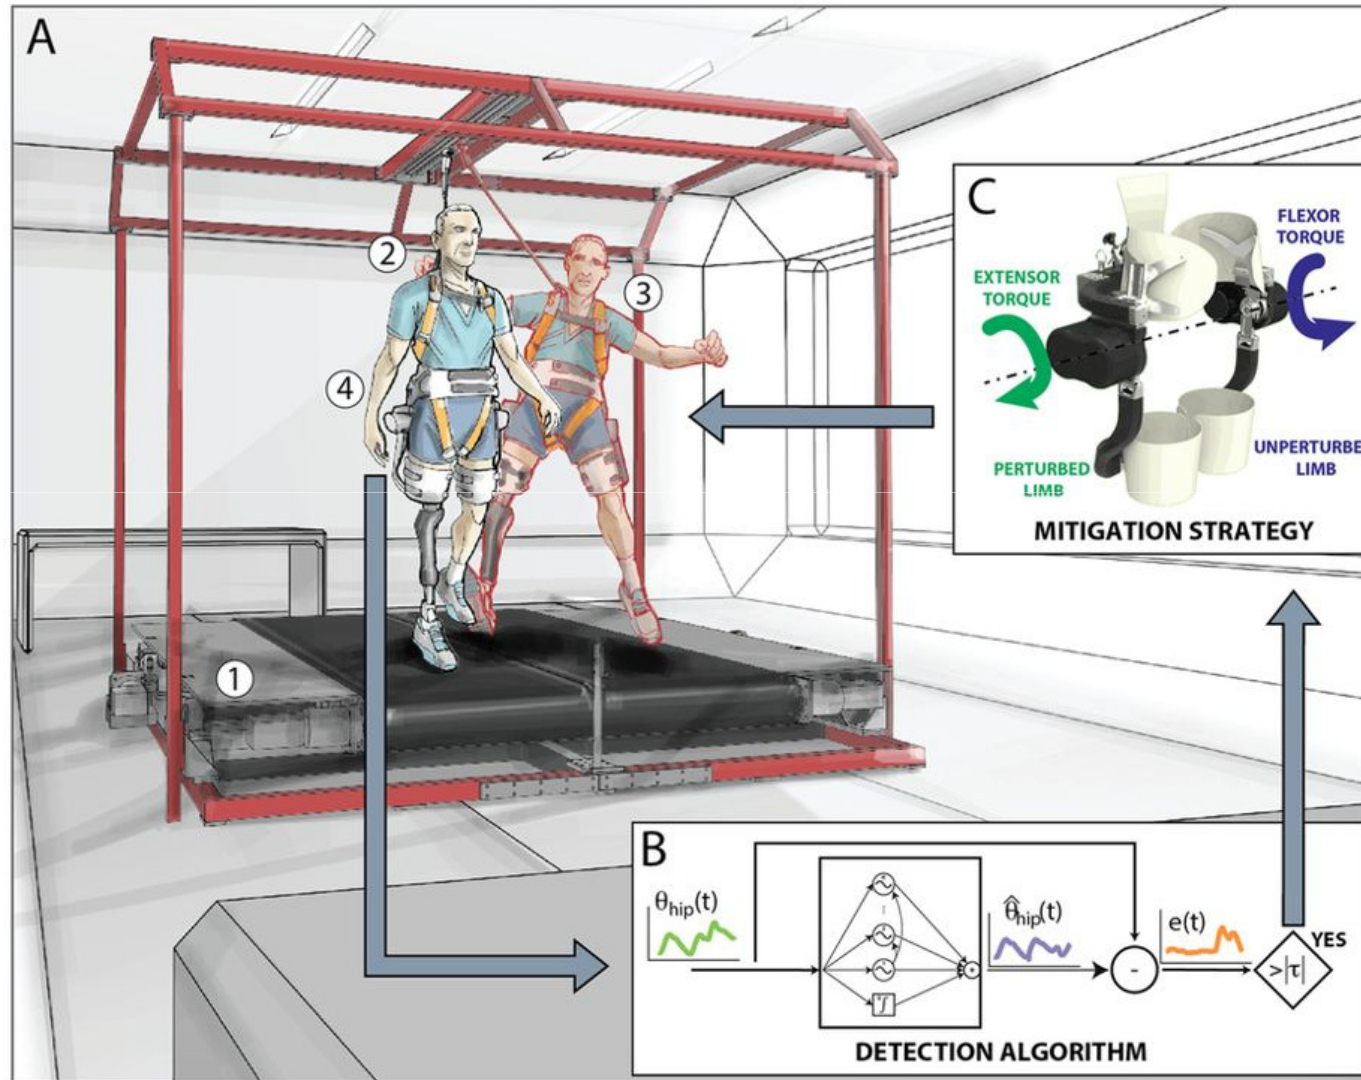 A
2
3
4
1
C
FLEXOR
TORQUE
EXTENSOR
TORQUE
PERTURBED
LIMB
UNPERTURBE
LIMB
MITIGATION STRATEGY
B
θhip(t)
θ̂hip(t)
e(t)
-
>|τ|
YES
+
∫
DETECTION ALGORITHM